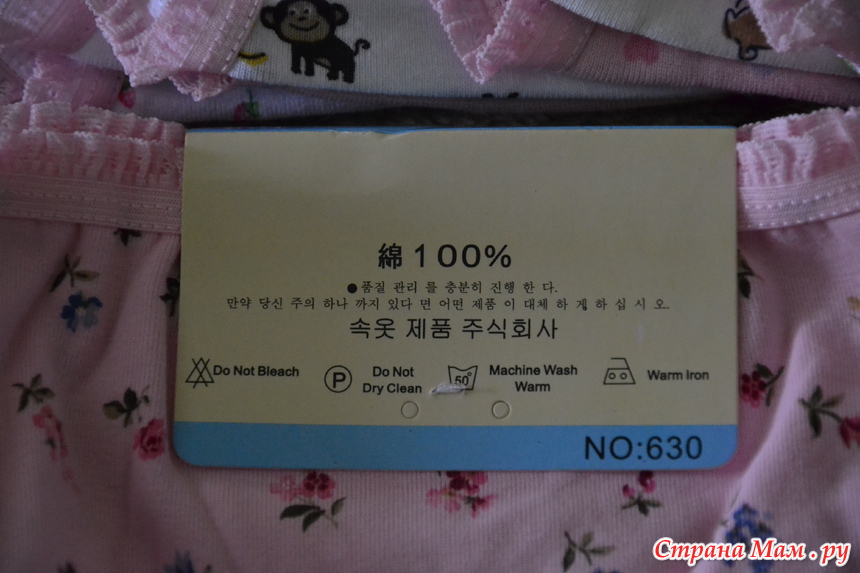 綿100%
●품질 관리 를 충분히 진행 한 다.
만약 당신 주의 하나 까지 있다 면 어떤 제품 이 대체 하 게 하 십 시 오.
속옷 제품 주식회사
Do Not Bleach
P
Do Not
Dry Clean
50°
Machine Wash
Warm
Warm Iron
NO:630
Страна Мам.ру